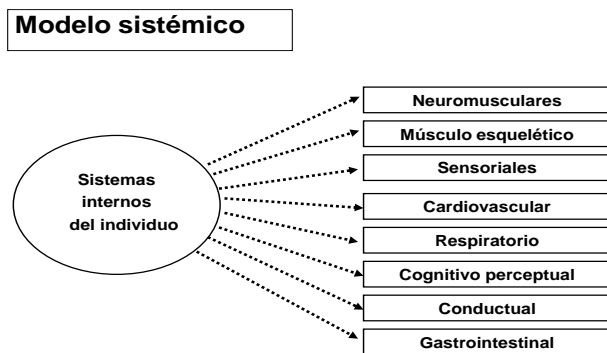 Modelo sistémico
Sistemas
internos
del individuo
Neuromusculares
Músculo esquelético
Sensoriales
Cardiovascular
Respiratorio
Cognitivo perceptual
Conductual
Gastrointestinal